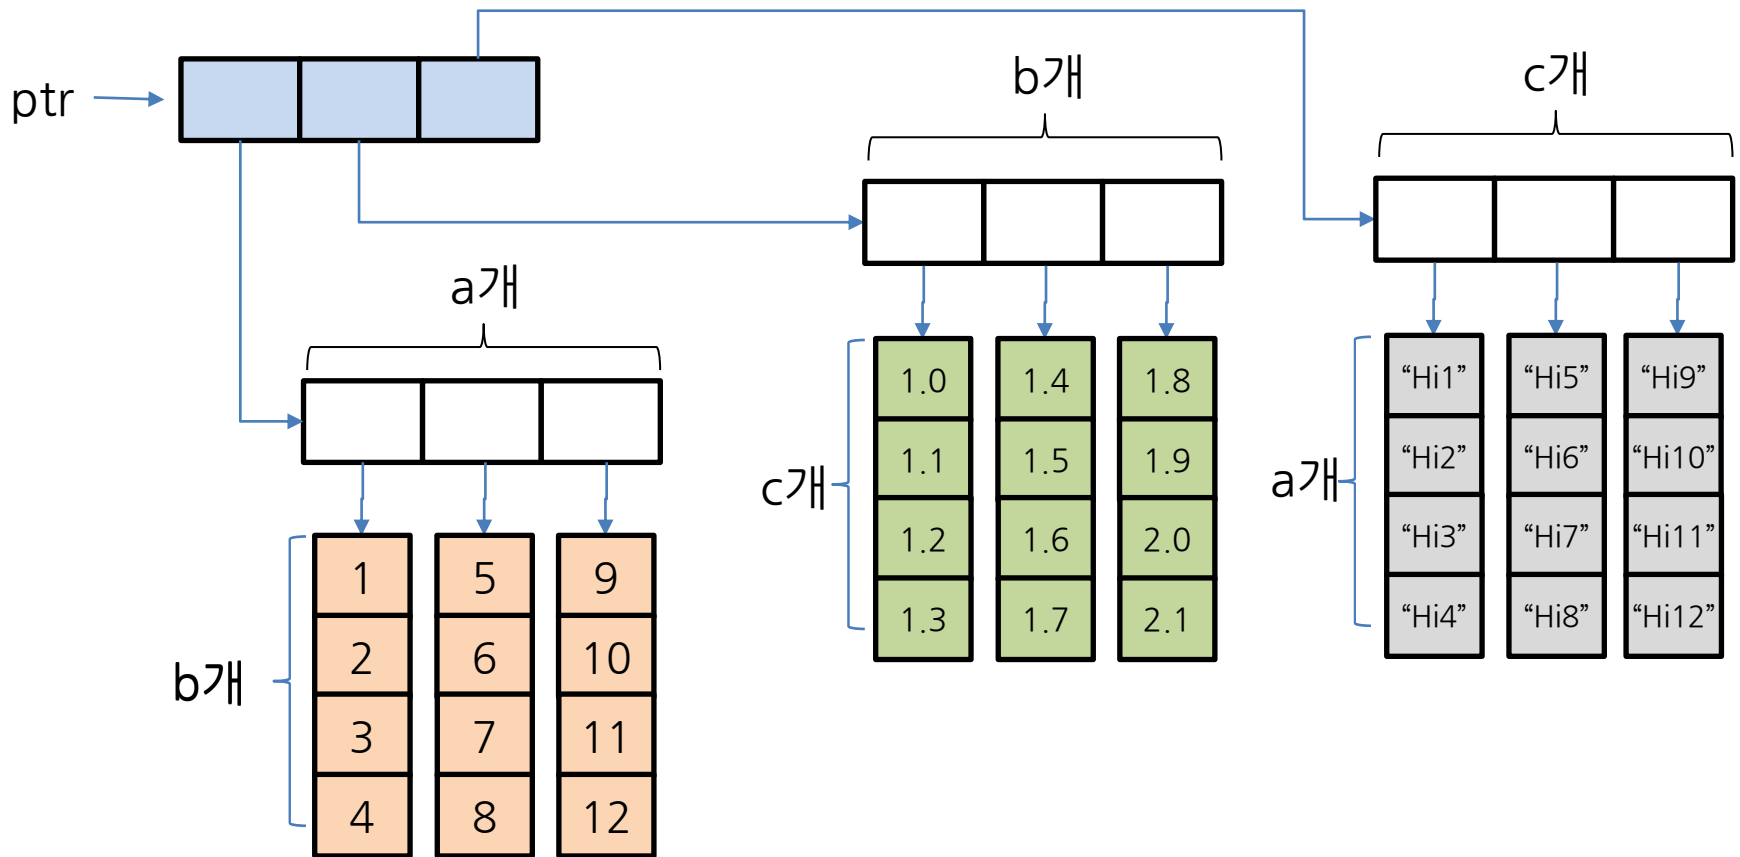 ptr
b개
c개
a개
c개
1.0 1.4 1.8
1.1 1.5 1.9
1.2 1.6 2.0
1.3 1.7 2.1
a개
“Hi1” “Hi5” “Hi9”
“Hi2” “Hi6” “Hi10”
“Hi3” “Hi7” “Hi11”
“Hi4” “Hi8” “Hi12”
b개
1 5 9
2 6 10
3 7 11
4 8 12